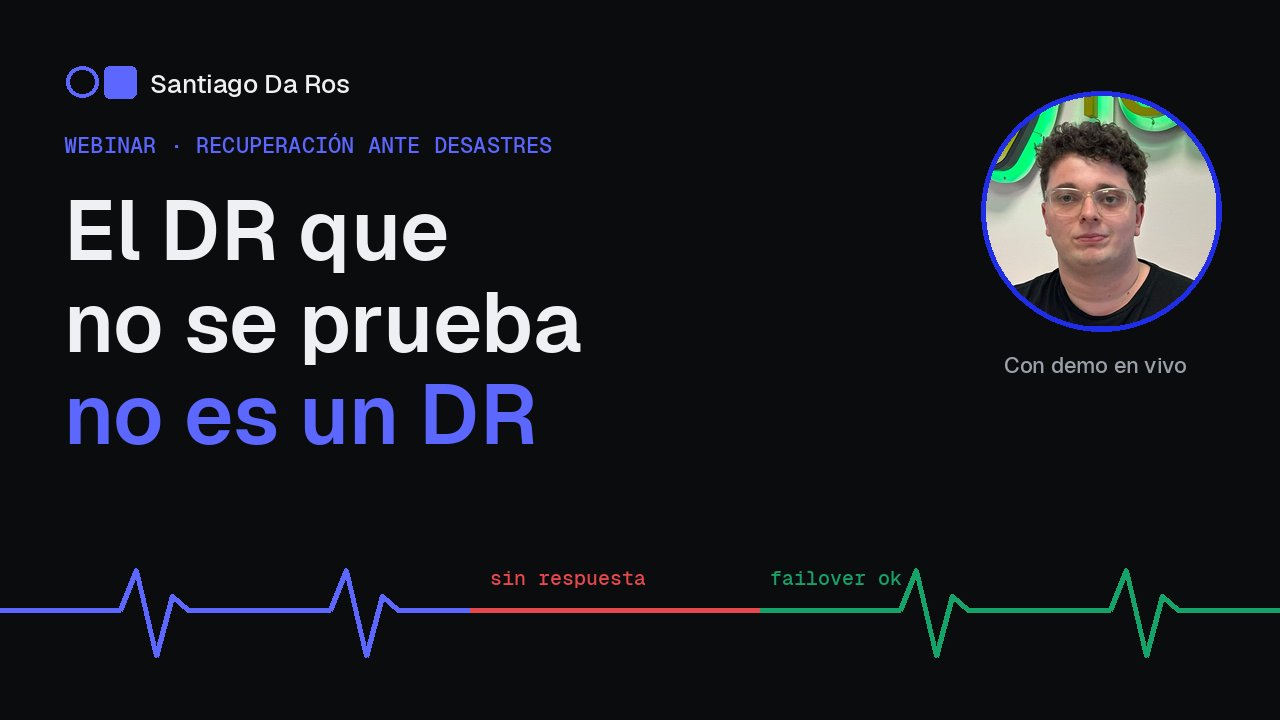 Santiago Da Ros
WEBINAR · RECUPERACIÓN ANTE DESASTRES
El DR que
no se prueba
no es un DR
Con demo en vivo
sin respuesta
failover ok